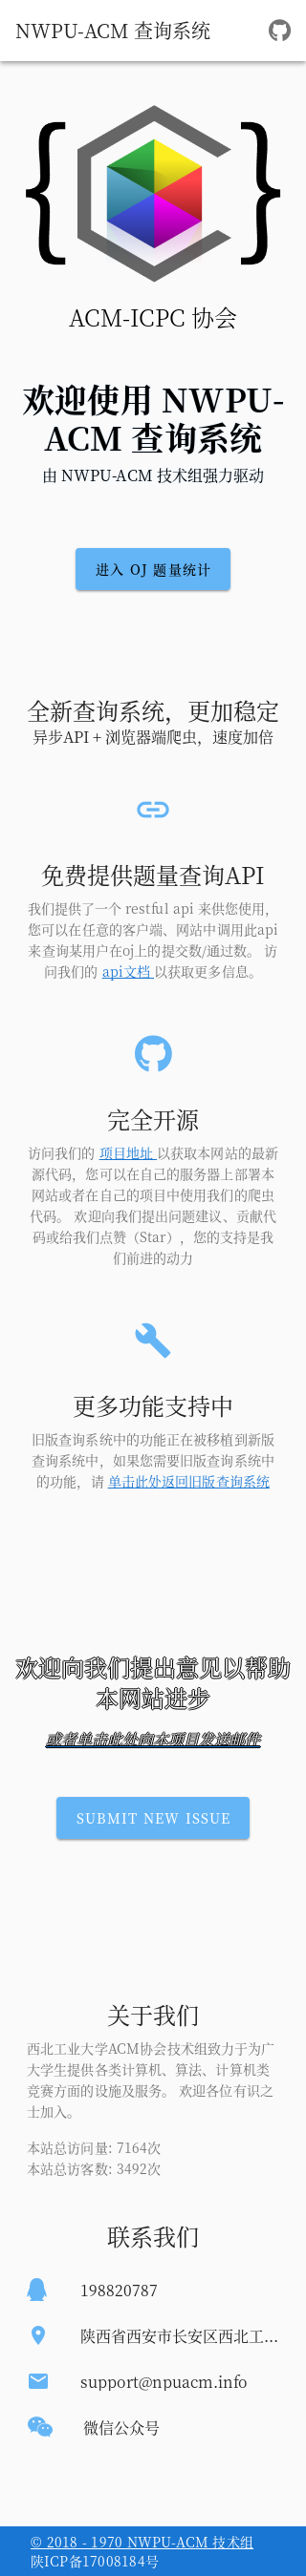 NWPU-ACM 查询系统
ACM-ICPC 协会
欢迎使用 NWPU-
ACM 查询系统
由 NWPU-ACM 技术组强力驱动
进入 OJ 题量统计
全新查询系统，更加稳定
异步API + 浏览器端爬虫，速度加倍
免费提供题量查询API
我们提供了一个 restful api 来供您使用，
您可以在任意的客户端、网站中调用此api
来查询某用户在oj上的提交数/通过数。 访
问我们的 api文档 以获取更多信息。
完全开源
访问我们的 项目地址 以获取本网站的最新
源代码，您可以在自己的服务器上部署本
网站或者在自己的项目中使用我们的爬虫
代码。 欢迎向我们提出问题建议、贡献代
码或给我们点赞（Star），您的支持是我
们前进的动力
更多功能支持中
旧版查询系统中的功能正在被移植到新版
查询系统中，如果您需要旧版查询系统中
的功能，请 单击此处返回旧版查询系统
欢迎向我们提出意见以帮助
本网站进步
或者单击此处向本项目发送邮件
SUBMIT NEW ISSUE
关于我们
西北工业大学ACM协会技术组致力于为广
大学生提供各类计算机、算法、计算机类
竞赛方面的设施及服务。 欢迎各位有识之
士加入。
本站总访问量: 7164次
本站总访客数: 3492次
联系我们
198820787
陕西省西安市长安区西北工...
support@npuacm.info
微信公众号
© 2018 - 1970 NWPU-ACM 技术组
陕ICP备17008184号